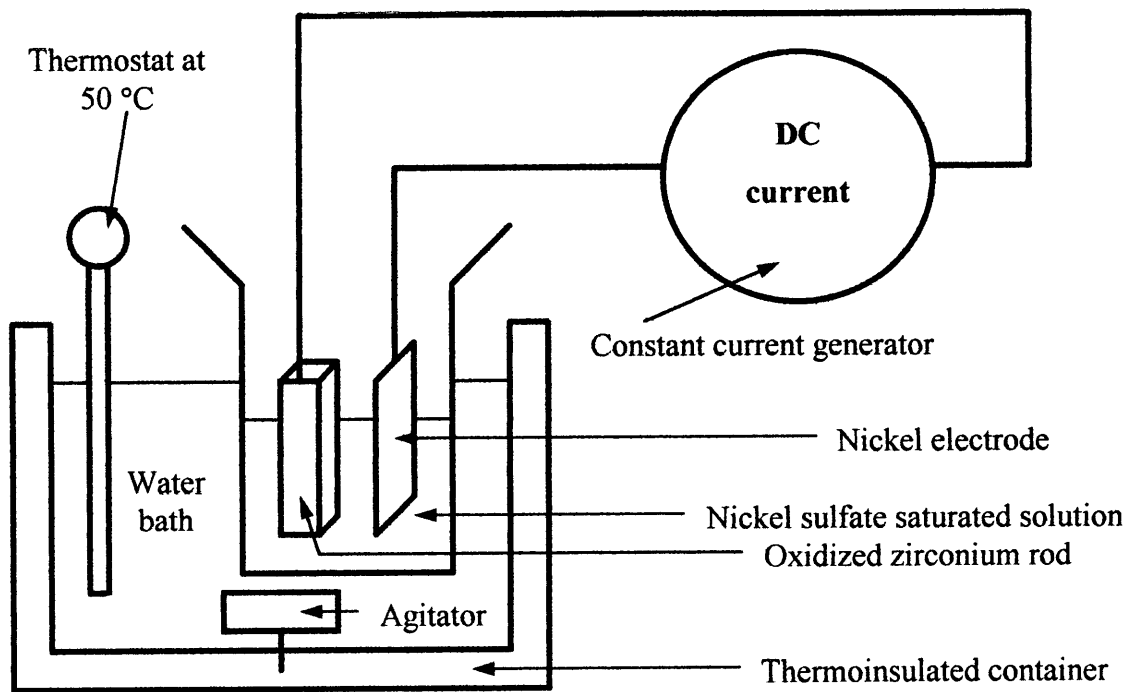 Thermostat at
50 °C
DC
current
Constant current generator
Nickel electrode
Water
bath
Nickel sulfate saturated solution
Oxidized zirconium rod
Agitator
Thermoinsulated container